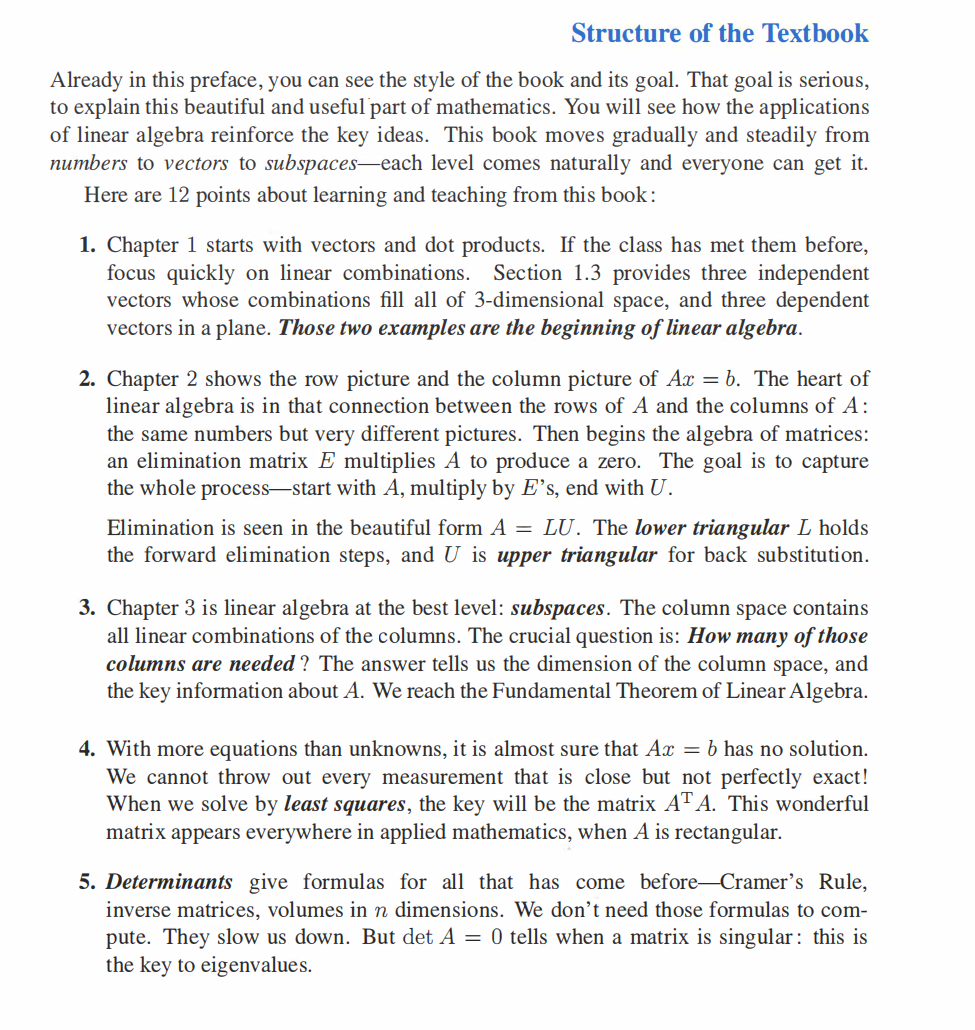 Structure of the Textbook
Already in this preface, you can see the style of the book and its goal. That goal is serious,
to explain this beautiful and useful part of mathematics. You will see how the applications
of linear algebra reinforce the key ideas. This book moves gradually and steadily from
numbers to vectors to subspaces—each level comes naturally and everyone can get it.
Here are 12 points about learning and teaching from this book:
1. Chapter 1 starts with vectors and dot products. If the class has met them before,
focus quickly on linear combinations. Section 1.3 provides three independent
vectors whose combinations fill all of 3-dimensional space, and three dependent
vectors in a plane. Those two examples are the beginning of linear algebra.
2. Chapter 2 shows the row picture and the column picture of Ax = b. The heart of
linear algebra is in that connection between the rows of A and the columns of A:
the same numbers but very different pictures. Then begins the algebra of matrices:
an elimination matrix E multiplies A to produce a zero. The goal is to capture
the whole process—start with A, multiply by E's, end with U.
Elimination is seen in the beautiful form A = LU. The lower triangular L holds
the forward elimination steps, and U is upper triangular for back substitution.
3. Chapter 3 is linear algebra at the best level: subspaces. The column space contains
all linear combinations of the columns. The crucial question is: How many of those
columns are needed? The answer tells us the dimension of the column space, and
the key information about A. We reach the Fundamental Theorem of Linear Algebra.
4. With more equations than unknowns, it is almost sure that Ax = b has no solution.
We cannot throw out every measurement that is close but not perfectly exact!
When we solve by least squares, the key will be the matrix AᵀA. This wonderful
matrix appears everywhere in applied mathematics, when A is rectangular.
5. Determinants give formulas for all that has come before—Cramer's Rule,
inverse matrices, volumes in n dimensions. We don't need those formulas to com-
pute. They slow us down. But det A = 0 tells when a matrix is singular: this is
the key to eigenvalues.